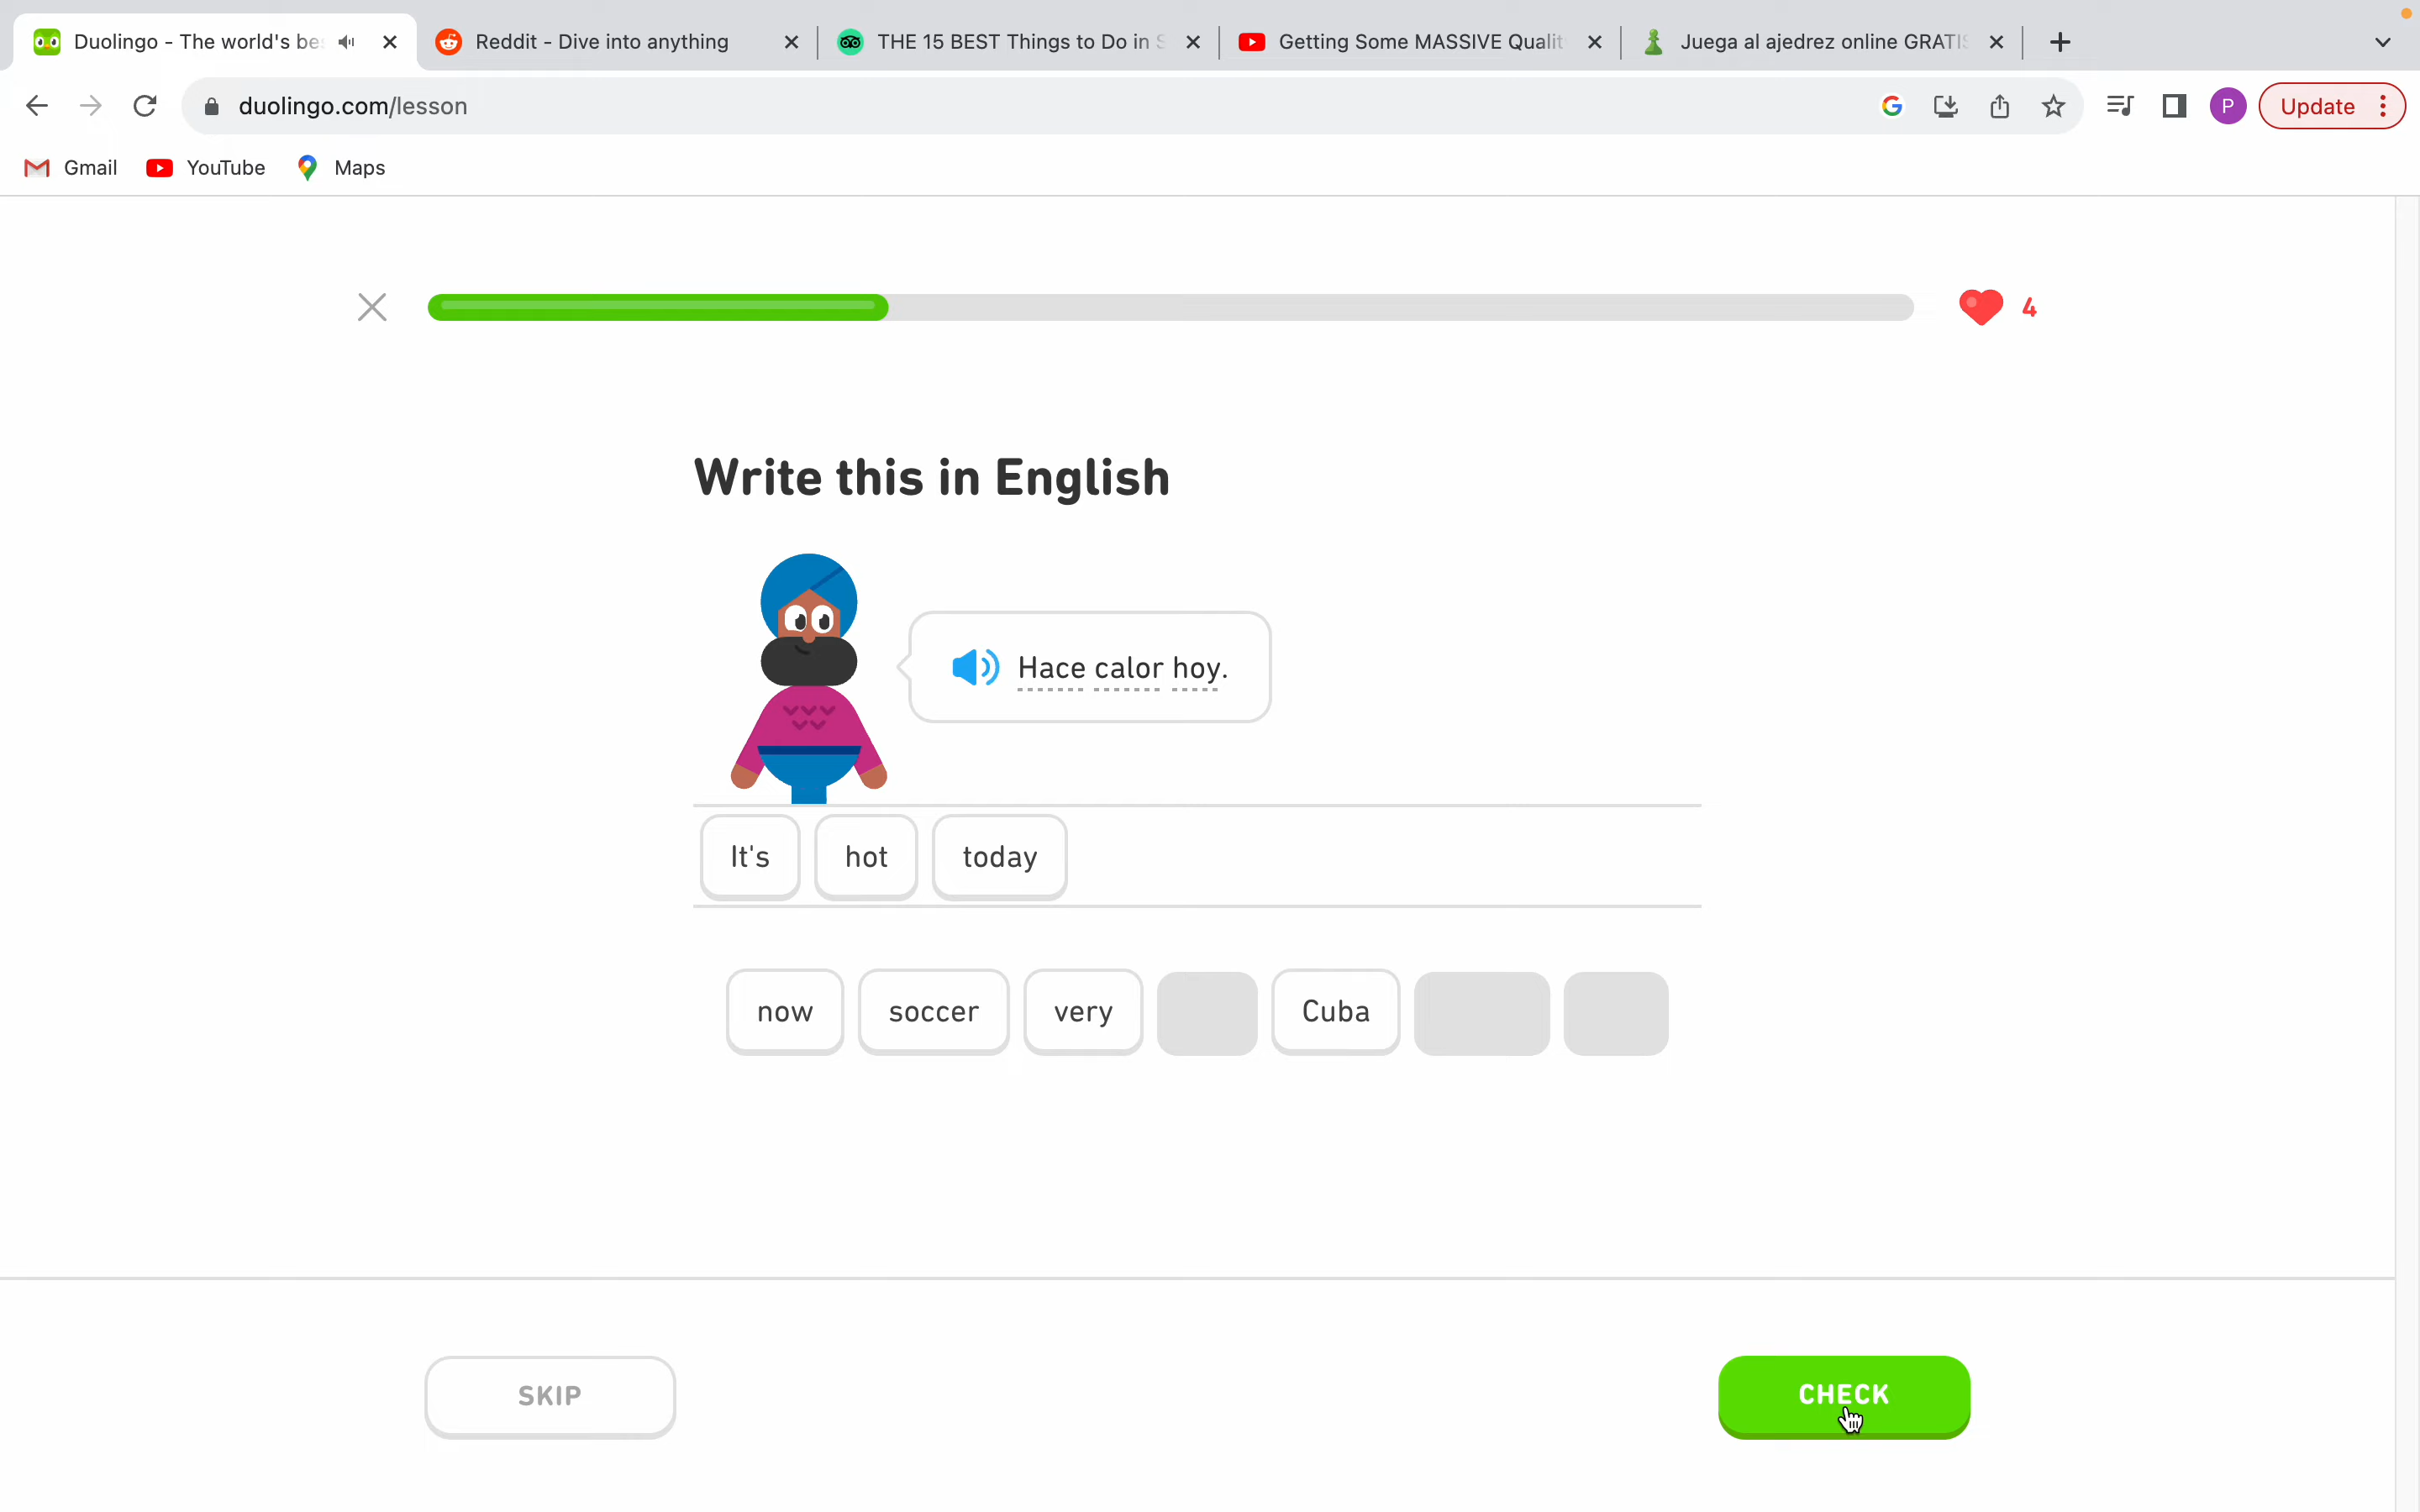 Duolingo - The world's be
Reddit - Dive into anything
THE 15 BEST Things to Do in S
Getting Some MASSIVE Qualit
Juega al ajedrez online GRATIS
duolingo.com/lesson
P
Update
Gmail
YouTube
Maps
4
Write this in English
Hace calor hoy.
It's hot today
now soccer very Cuba
SKIP
CHECK